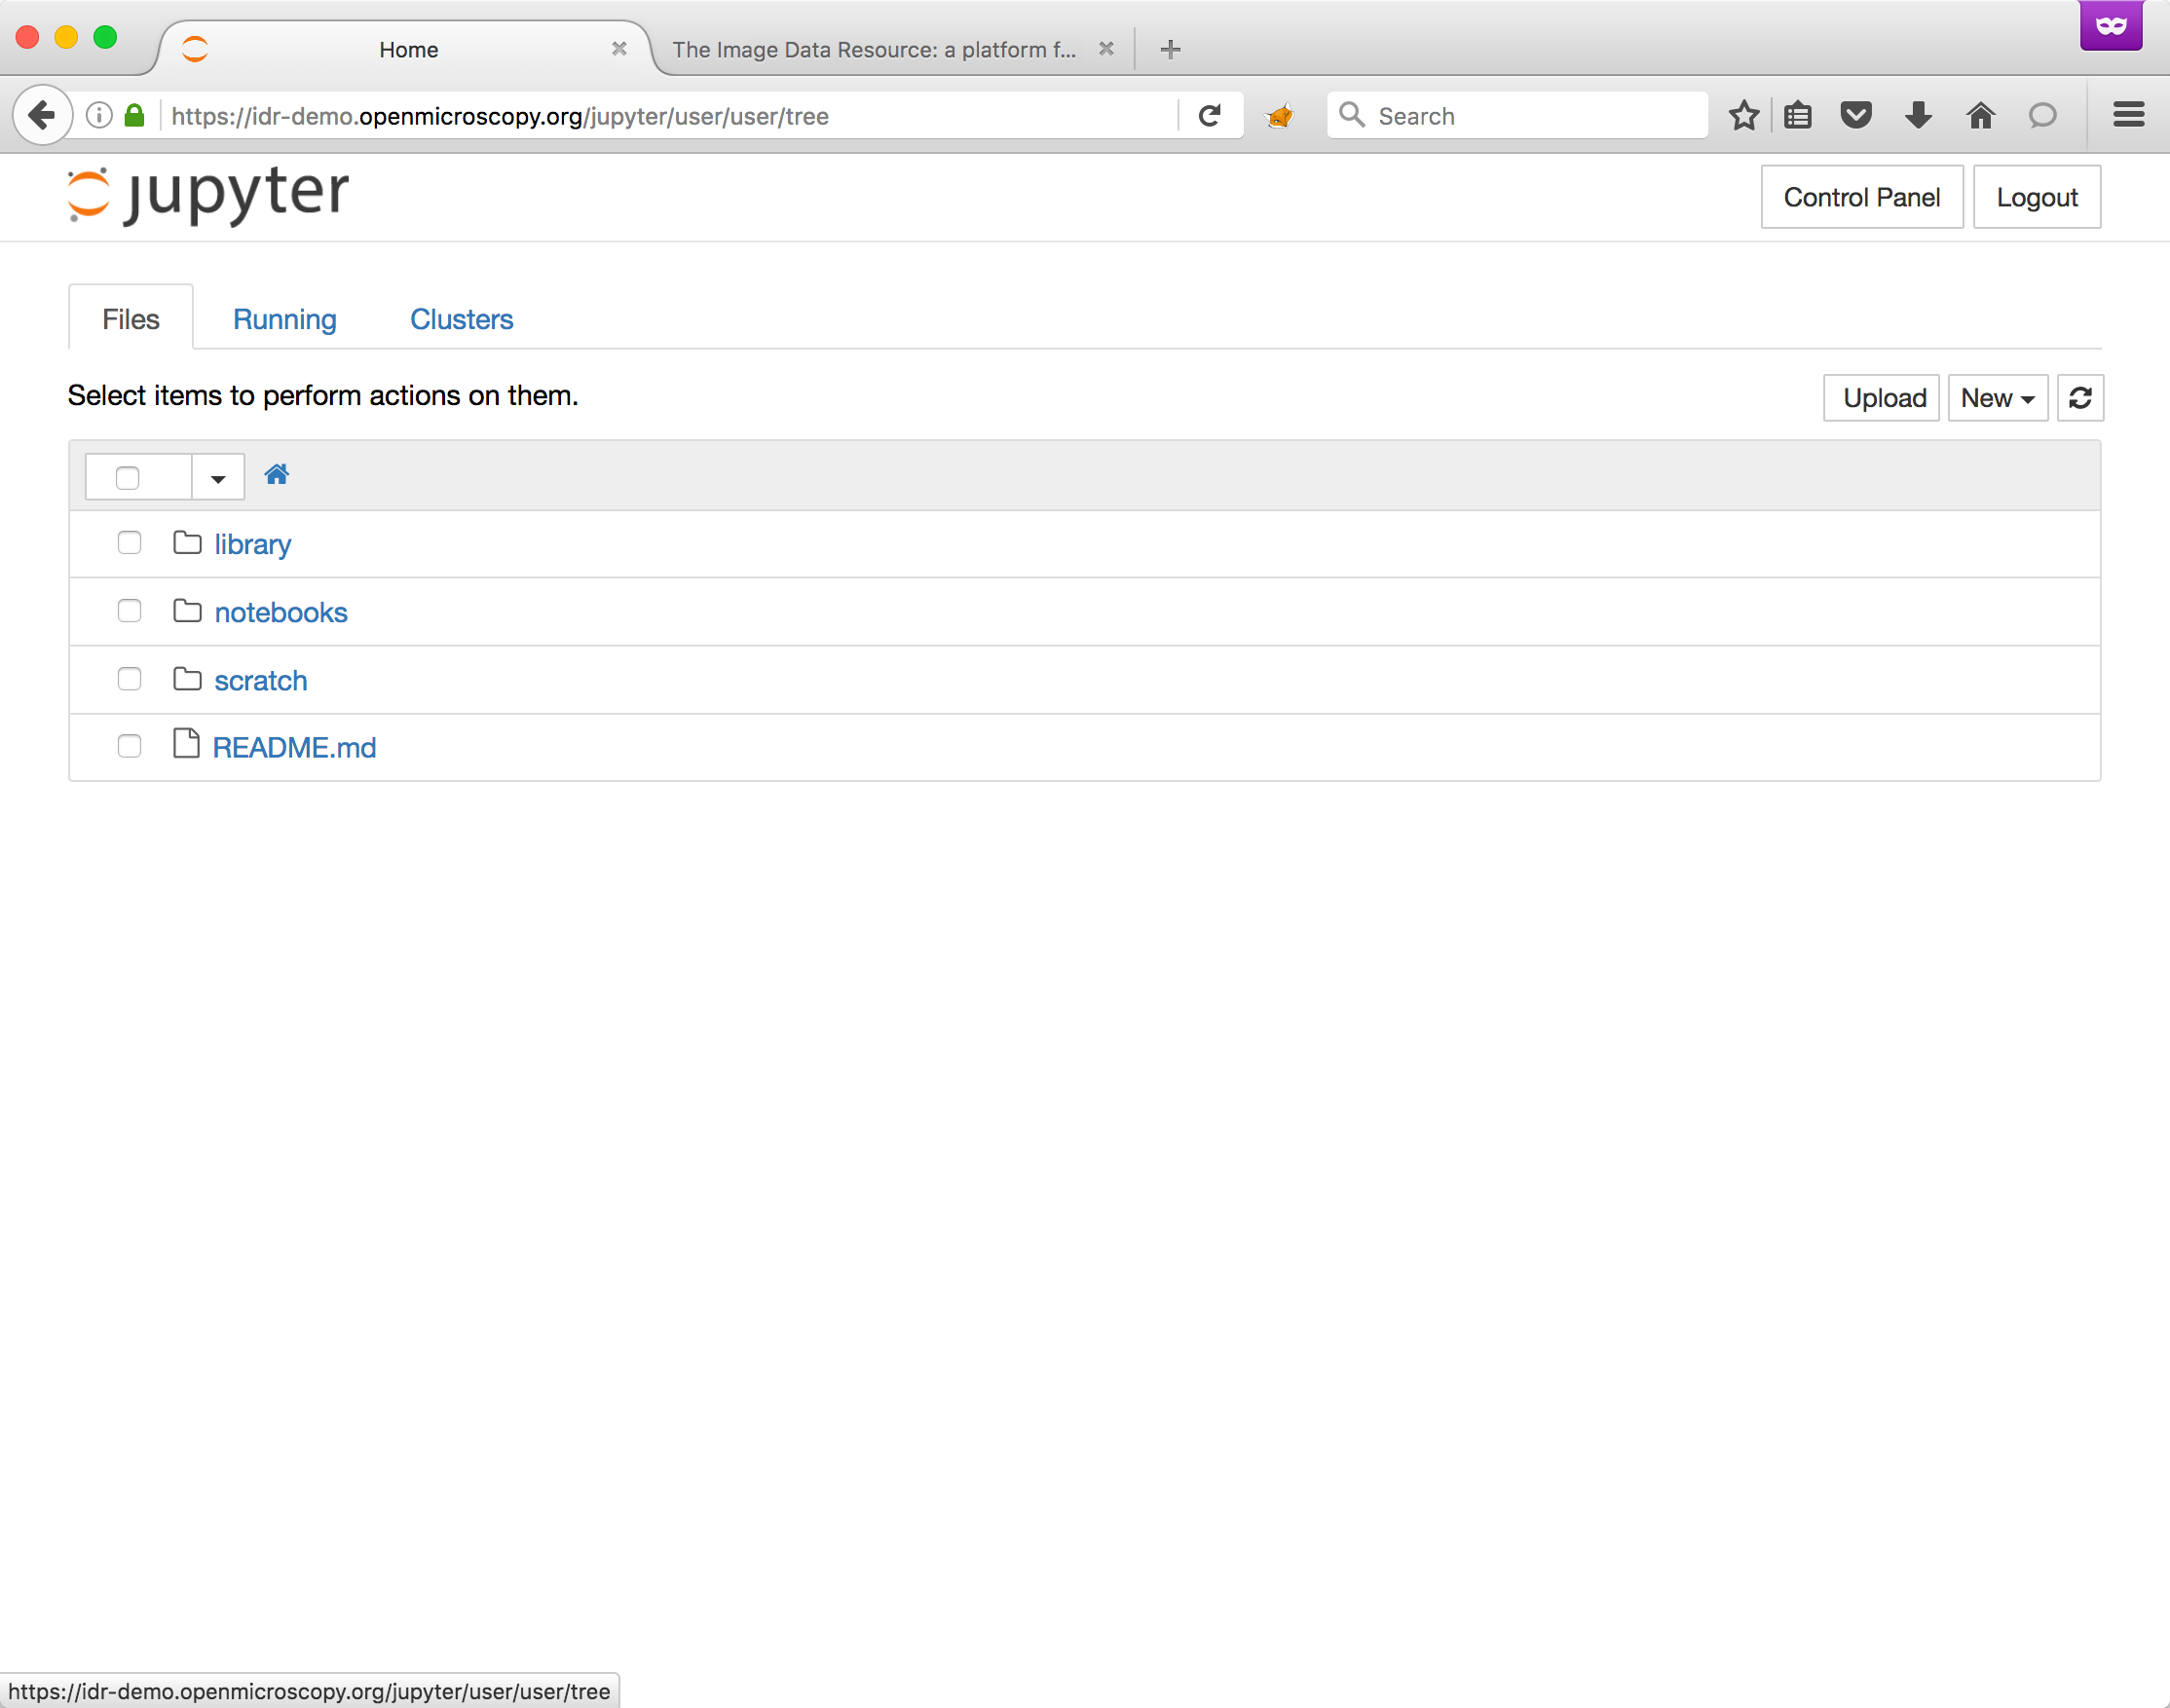 Home
The Image Data Resource: a platform f...
https://idr-demo.openmicroscopy.org/jupyter/user/user/tree
Search
jupyter
Control Panel
Logout
Files
Running
Clusters
Select items to perform actions on them.
Upload
New
library
notebooks
scratch
README.md
https://idr-demo.openmicroscopy.org/jupyter/user/user/tree